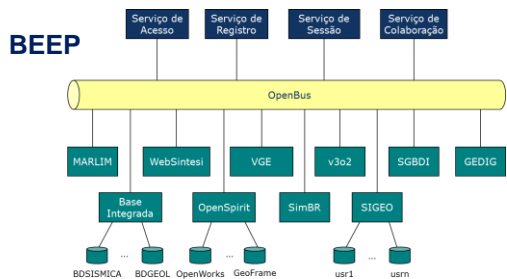 Serviço de
Acesso
Serviço de
Registro
Serviço de
Sessão
Serviço de
Colaboração
BEEP
OpenBus
MARLIM
WebSintesi
VGE
v3o2
SGBDI
GEDIG
Base
Integrada
OpenSpirit
SimBR
SIGEO
...
...
...
BDSISMICA
BDGEOL
OpenWorks
GeoFrame
usr1
usrn